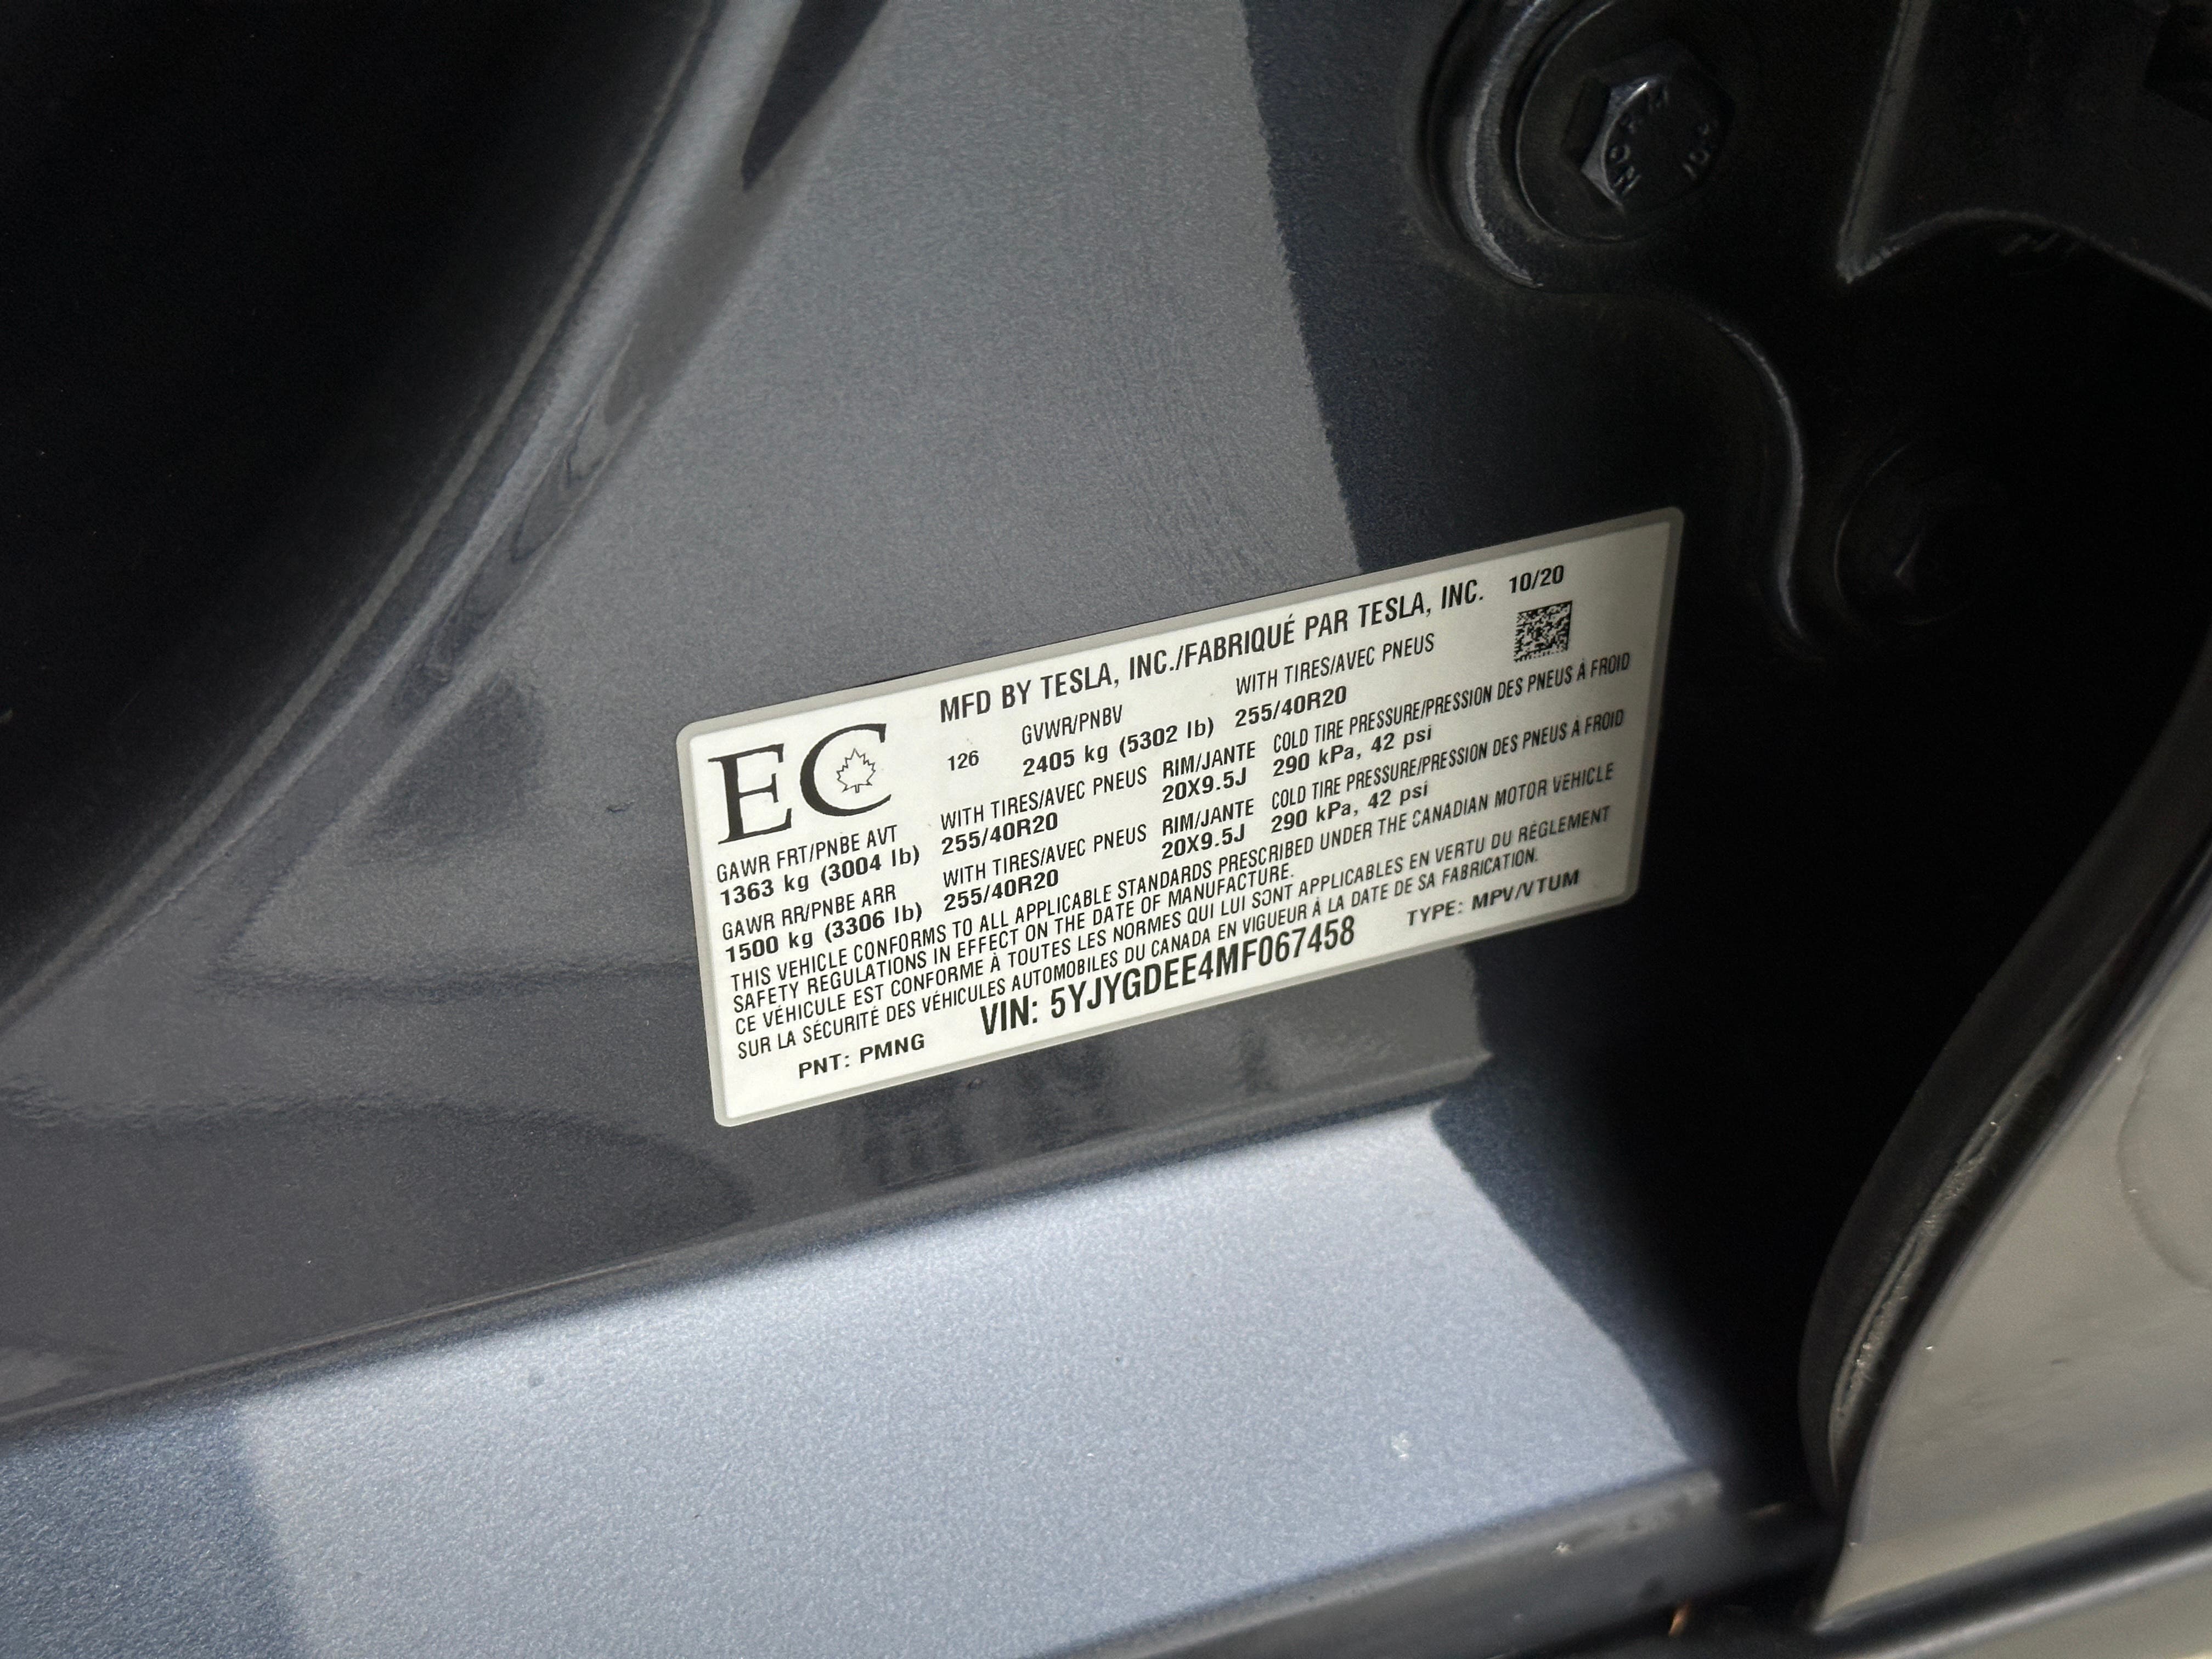 MFD BY TESLA, INC./FABRIQUÉ PAR TESLA, INC. 10/20
EC
126
GVWR/PNBV WITH TIRES/AVEC PNEUS
2405 kg (5302 lb) 255/40R20
GAWR FRT/PNBE AVT WITH TIRES/AVEC PNEUS RIM/JANTE COLD TIRE PRESSURE/PRESSION DES PNEUS À FROID
1363 kg (3004 lb) 255/40R20 20X9.5J 290 kPa, 42 psi
GAWR RR/PNBE ARR WITH TIRES/AVEC PNEUS RIM/JANTE COLD TIRE PRESSURE/PRESSION DES PNEUS À FROID
1500 kg (3306 lb) 255/40R20 20X9.5J 290 kPa, 42 psi
THIS VEHICLE CONFORMS TO ALL APPLICABLE STANDARDS PRESCRIBED UNDER THE CANADIAN MOTOR VEHICLE
SAFETY REGULATIONS IN EFFECT ON THE DATE OF MANUFACTURE.
CE VÉHICULE EST CONFORME À TOUTES LES NORMES QUI LUI SONT APPLICABLES EN VERTU DU RÈGLEMENT
SUR LA SÉCURITÉ DES VÉHICULES AUTOMOBILES DU CANADA EN VIGUEUR À LA DATE DE SA FABRICATION.
PNT: PMNG VIN: 5YJYGDEE4MF067458 TYPE: MPV/VTUM